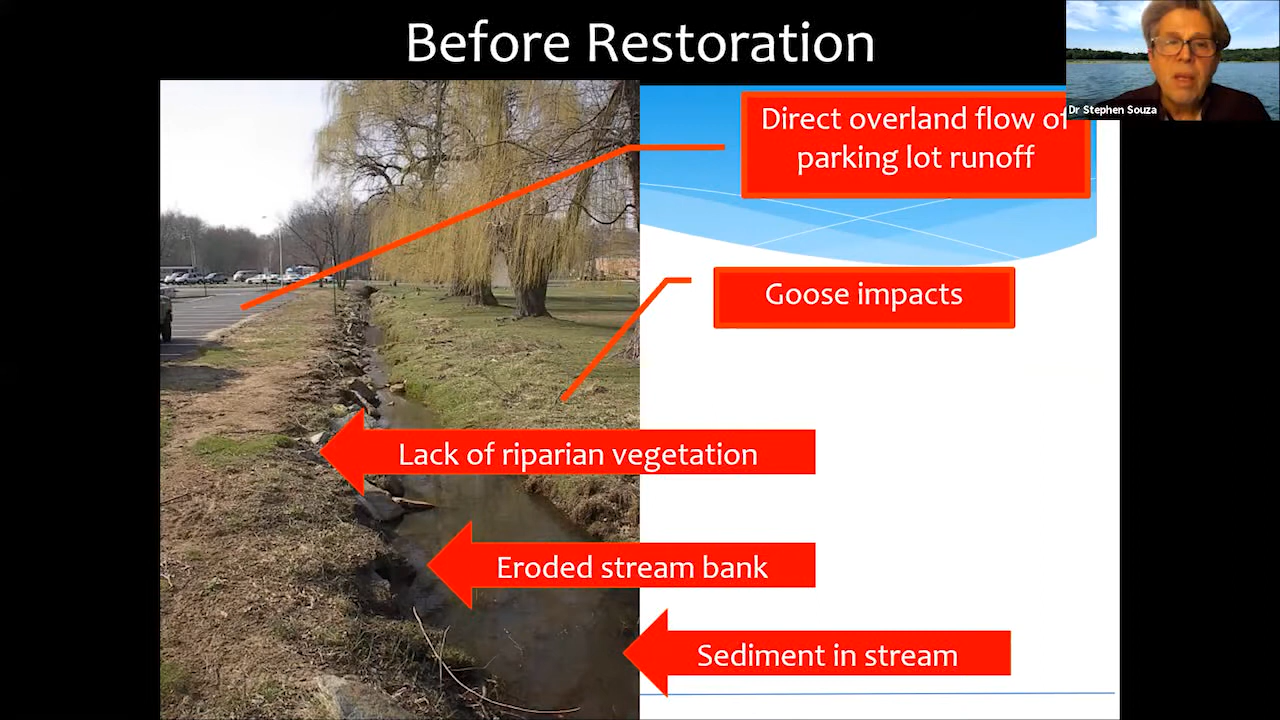 Before Restoration
Dr Stephen Souza
Direct overland flow of
parking lot runoff
Goose impacts
Lack of riparian vegetation
Eroded stream bank
Sediment in stream